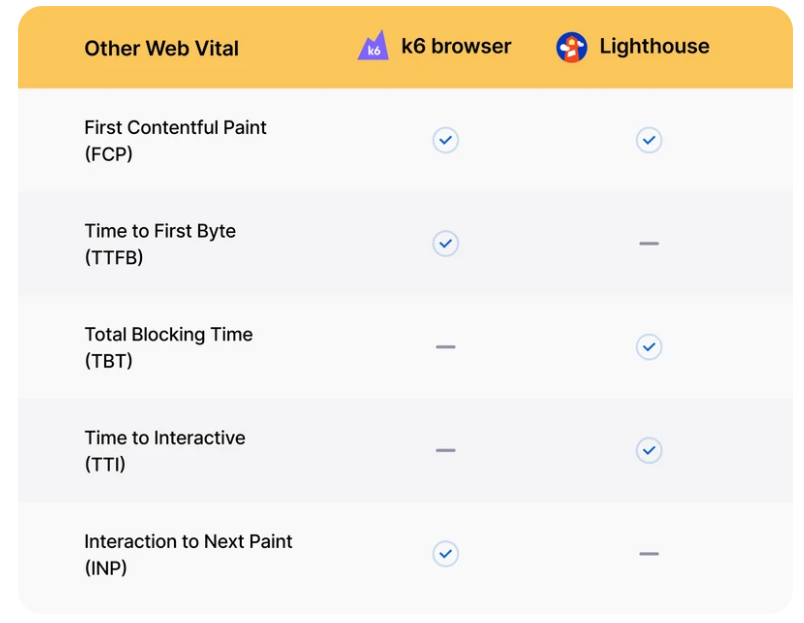 Other Web Vital
k6
k6 browser
Lighthouse
First Contentful Paint
(FCP)
Time to First Byte
(TTFB)
Total Blocking Time
(TBT)
Time to Interactive
(TTI)
Interaction to Next Paint
(INP)